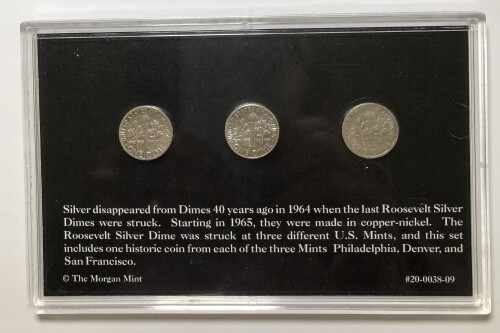 Silver disappeared from Dimes 40 years ago in 1964 when the last Roosevelt Silver
Dimes were struck. Starting in 1965, they were made in copper-nickel. The
Roosevelt Silver Dime was struck at three different U.S. Mints, and this set
includes one historic coin from each of the three Mints Philadelphia, Denver, and
San Francisco.
© The Morgan Mint #20-0038-09